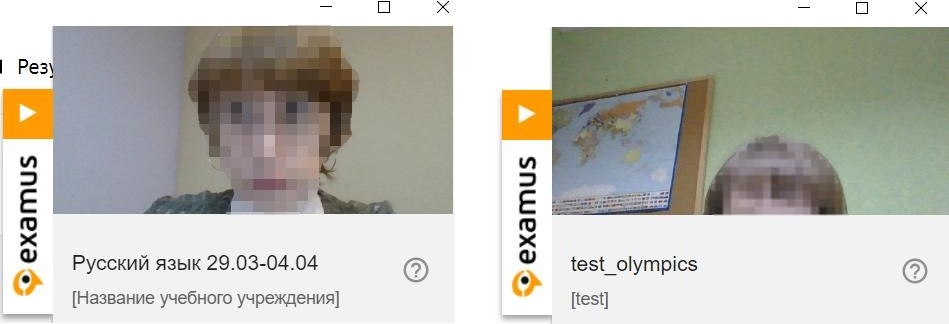 Резу
examus
Русский язык 29.03-04.04
[Название учебного учреждения]
examus
test_olympics
[test]